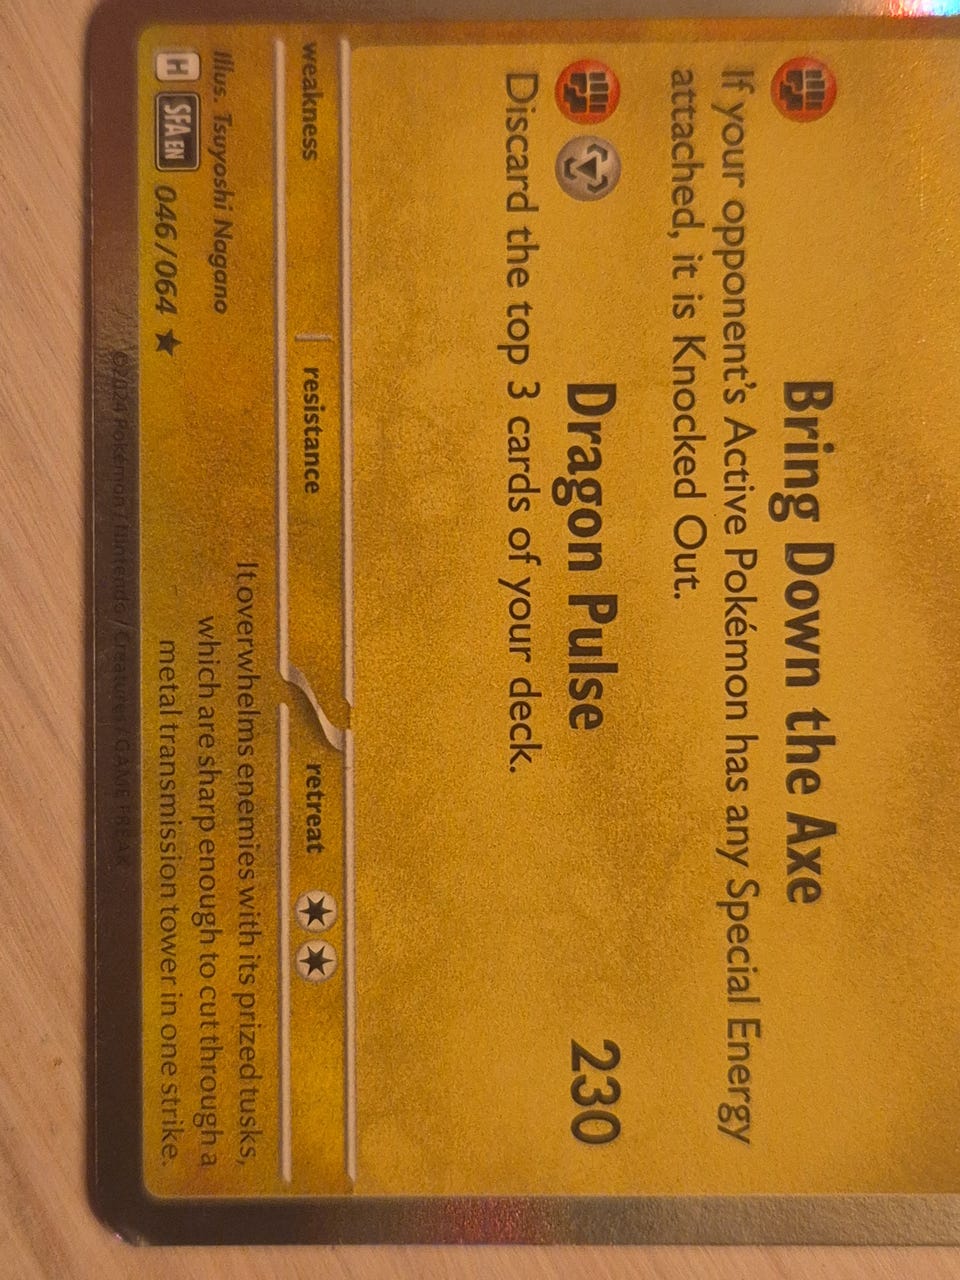 Bring Down the Axe
If your opponent's Active Pokémon has any Special Energy
attached, it is Knocked Out.
Dragon Pulse 230
Discard the top 3 cards of your deck.
weakness resistance retreat
Illus. Tsuyoshi Nagano
H SFA EN 046/064 ★
It overwhelms enemies with its prized tusks,
which are sharp enough to cut through a
metal transmission tower in one strike.
©2024 Pokémon / Nintendo / Creatures / GAME FREAK